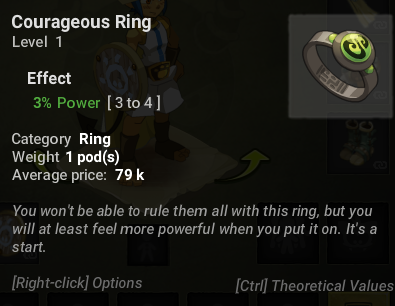 Courageous Ring
Level 1
Effect
3% Power [ 3 to 4 ]
Category Ring
Weight 1 pod(s)
Average price: 79 k
You won't be able to rule them all with this ring, but you
will at least feel more powerful when you put it on. It's a
start.
[Right-click] Options [Ctrl] Theoretical Values